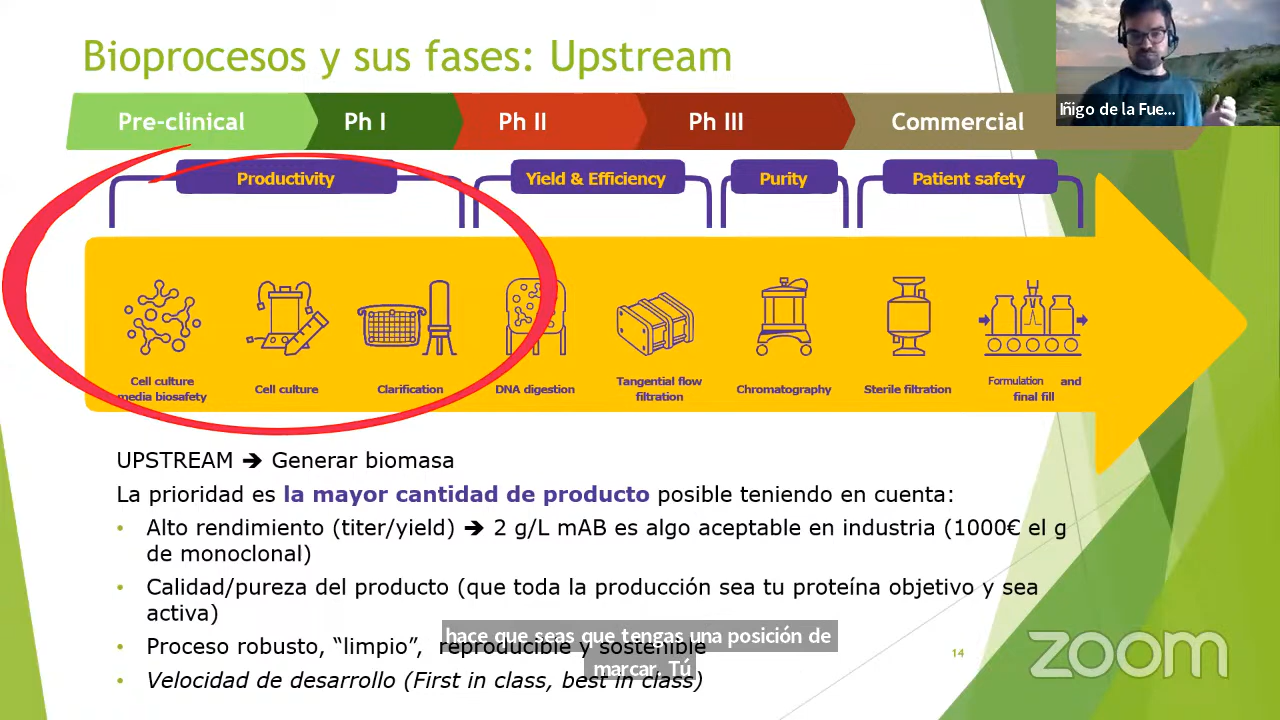 Bioprocesos y sus fases: Upstream
Iñigo de la Fue...
Pre-clinical
Ph I
Ph II
Ph III
Commercial
Productivity
Yield & Efficiency
Purity
Patient safety
Cell culture
media biosafety
Cell culture
Clarification
DNA digestion
Tangential flow
filtration
Chromatography
Sterile filtration
Formulation and
final fill
UPSTREAM ➔ Generar biomasa
La prioridad es la mayor cantidad de producto posible teniendo en cuenta:
• Alto rendimiento (titer/yield) ➔ 2 g/L mAB es algo aceptable en industria (1000€ el g
de monoclonal)
• Calidad/pureza del producto (que toda la producción sea tu proteína objetivo y sea
activa)
• Proceso robusto, “limpio”, reproducible y sostenible
• Velocidad de desarrollo (First in class, best in class)
hace que seas que tengas una posición de
marcar. Tú
14
zoom